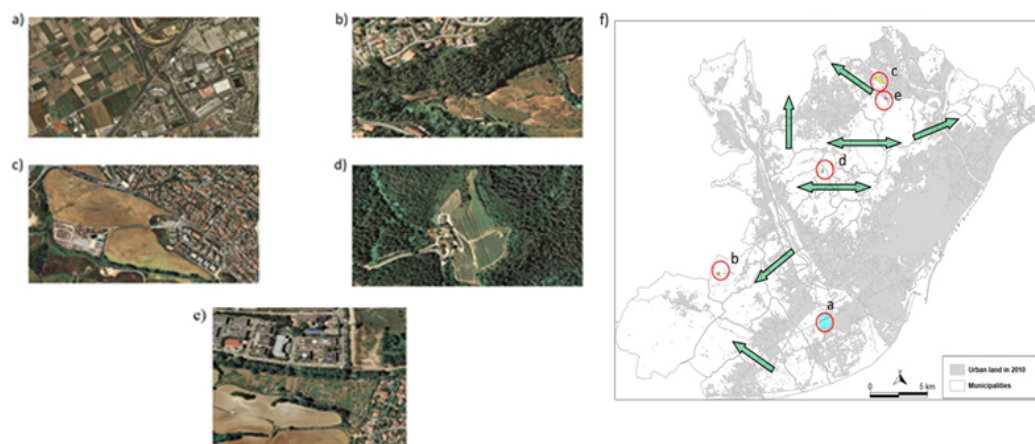 a)
b)
c)
d)
e)
f)
c
e
d
b
a
0 5 km
Urban land in 2010
Municipalities